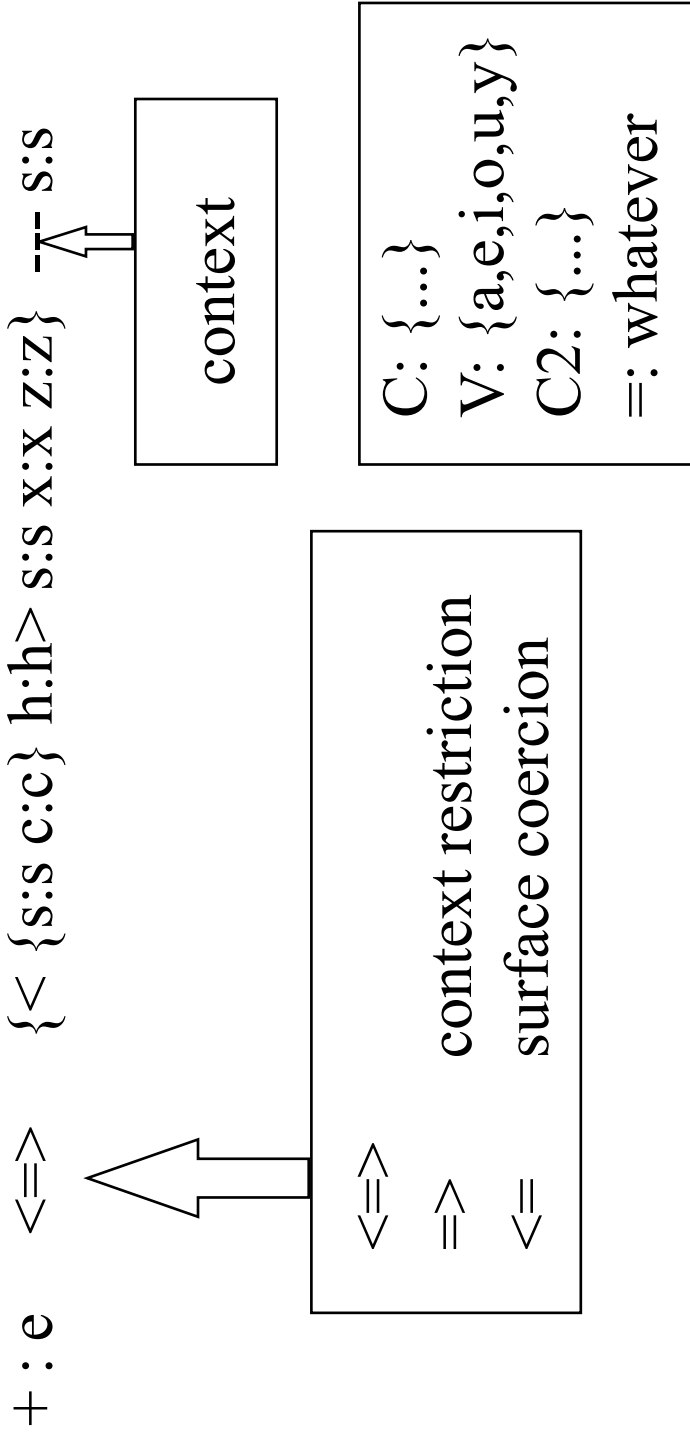 + : e <=> {< {s:s c:c} h:h> s:s x:x z:z} --- s:s
context
<=>
=> context restriction
<= surface coercion
C: {...}
V: {a,e,i,o,u,y}
C2: {...}
=: whatever